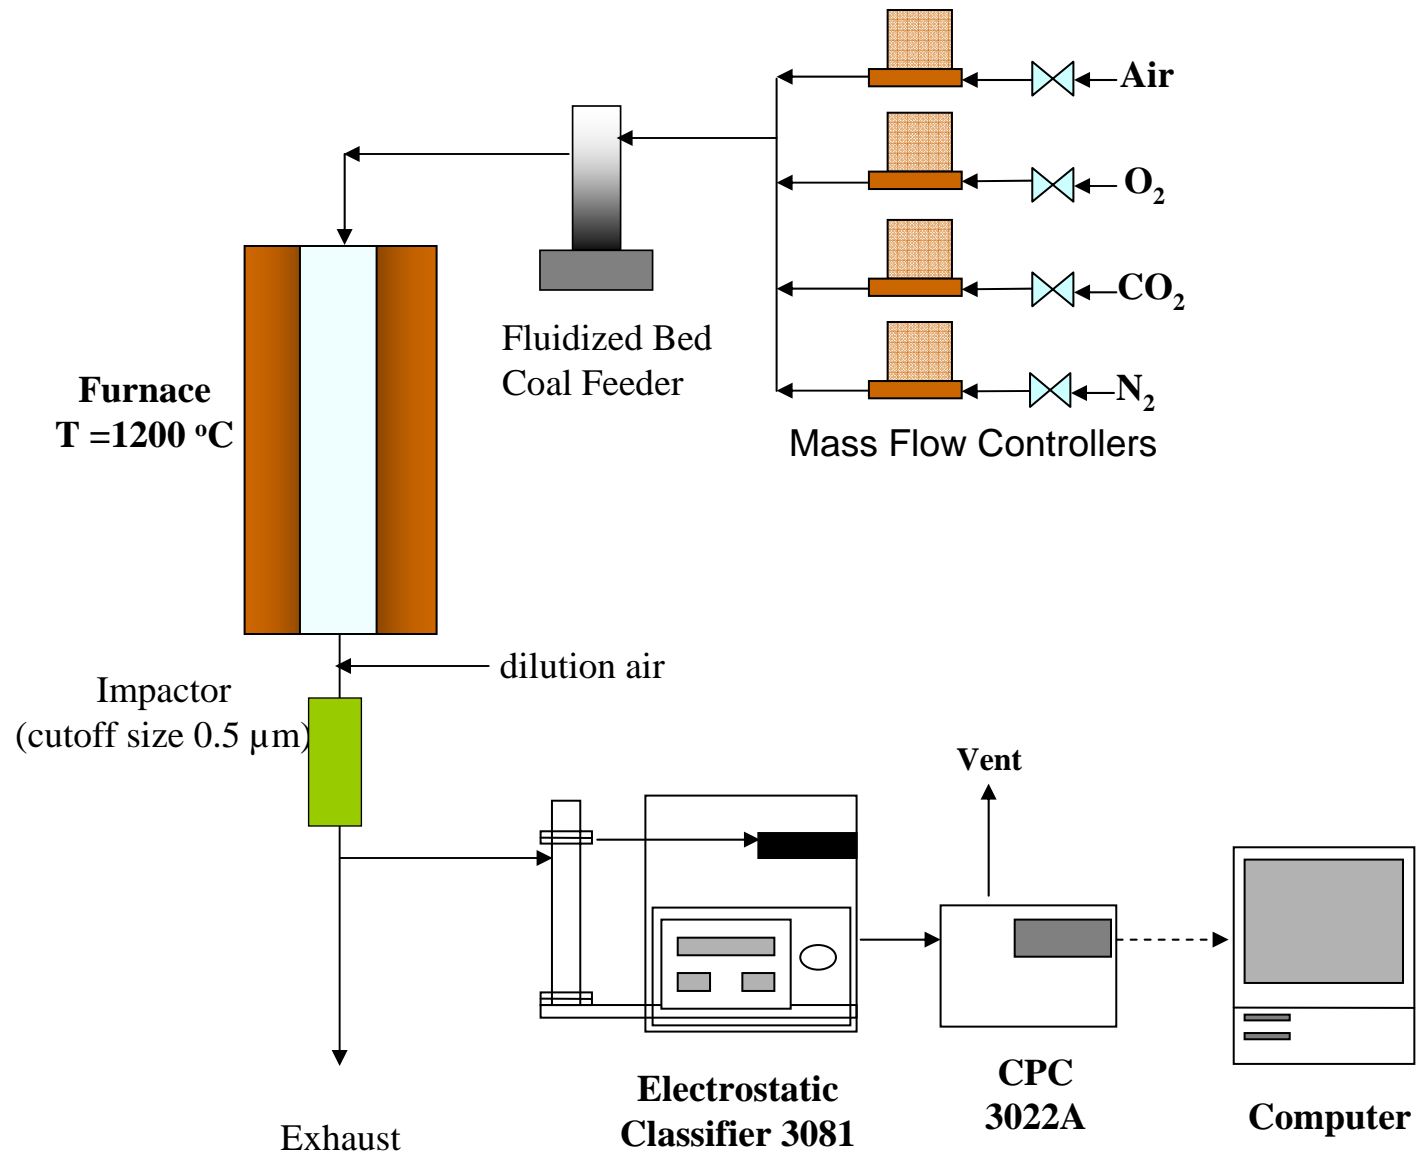 Air
O₂
CO₂
N₂
Mass Flow Controllers
Fluidized Bed
Coal Feeder
Furnace
T =1200 ºC
dilution air
Impactor
(cutoff size 0.5 µm)
Vent
Electrostatic
Classifier 3081
CPC
3022A
Computer
Exhaust